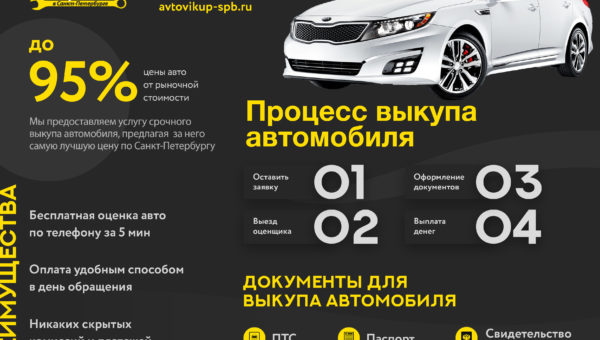 в Санкт-Петербурге
avtovikup-spb.ru
до
95%
цены авто
от рыночной
стоимости
Мы предоставляем услугу срочного
выкупа автомобиля, предлагая за него
самую лучшую цену по Санкт-Петербургу
Процесс выкупа
автомобиля
Оставить
заявку
01
Оформление
документов
03
Выезд
оценщика
02
Выплата
денег
04
ИМУЩЕСТВА
Бесплатная оценка авто
по телефону за 5 мин
Оплата удобным способом
в день обращения
Никаких скрытых
ДОКУМЕНТЫ ДЛЯ
ВЫКУПА АВТОМОБИЛЯ
ПТС
Паспорт
Свидетельство